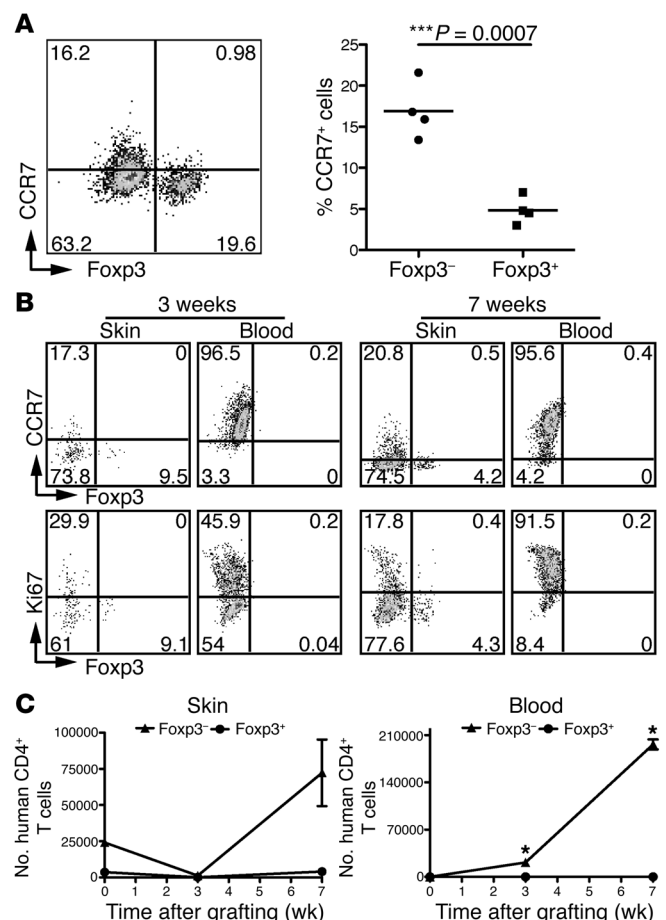 A
16.2 0.98
63.2 19.6
CCR7
Foxp3
***P = 0.0007
25
20
15
10
5
0
% CCR7+ cells
Foxp3– Foxp3+
B
3 weeks 7 weeks
Skin Blood Skin Blood
17.3 0 96.5 0.2 20.8 0.5 95.6 0.4
CCR7
73.8 9.5 3.3 0 74.5 4.2 4.2 0
Foxp3
29.9 0 45.9 0.2 17.8 0.4 91.5 0.2
Ki67
61 9.1 54 0.04 77.6 4.3 8.4 0
Foxp3
C
Skin
Foxp3– Foxp3+
100000
75000
50000
25000
0
No. human CD4+
T cells
0 1 2 3 4 5 6 7
Time after grafting (wk)
Blood
Foxp3– Foxp3+
210000
140000
70000
0
No. human CD4+
T cells
* *
0 1 2 3 4 5 6 7
Time after grafting (wk)